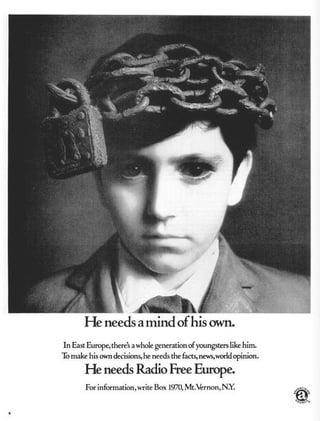 He needs a mind of his own.
In East Europe, there's a whole generation of youngsters like him.
To make his own decisions, he needs the facts, news, world opinion.
He needs Radio Free Europe.
For information, write Box 1970, Mt. Vernon, N.Y.
a